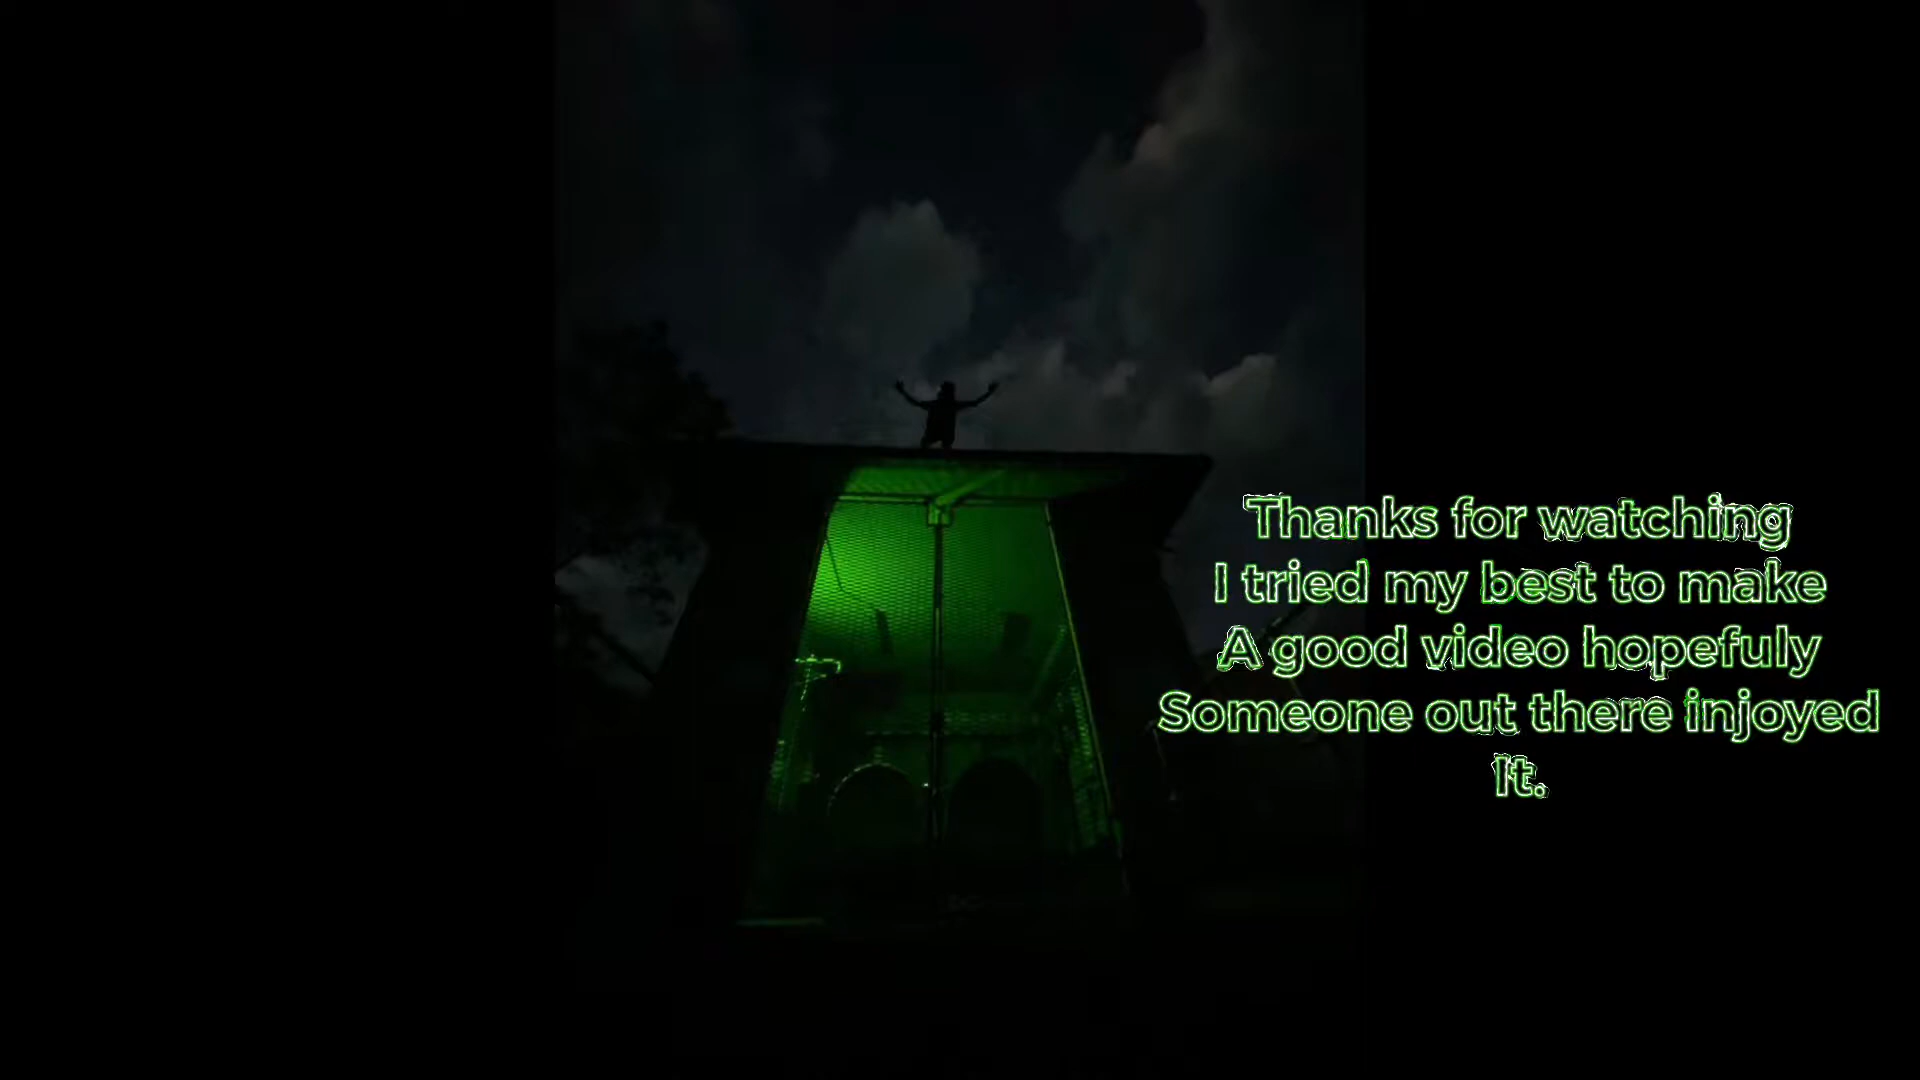 Thanks for watching
I tried my best to make
A good video hopefuly
Someone out there injoyed
It.